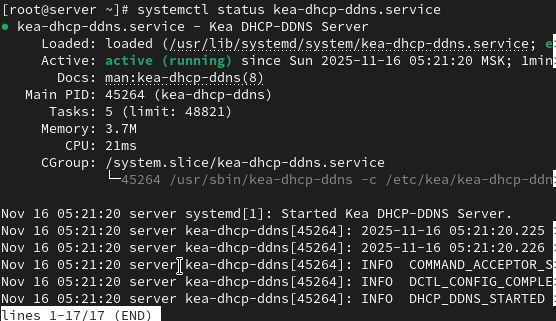 [root@server ~]# systemctl status kea-dhcp-ddns.service
● kea-dhcp-ddns.service - Kea DHCP-DDNS Server
     Loaded: loaded (/usr/lib/systemd/system/kea-dhcp-ddns.service; e>
     Active: active (running) since Sun 2025-11-16 05:21:20 MSK; 1min>
       Docs: man:kea-dhcp-ddns(8)
   Main PID: 45264 (kea-dhcp-ddns)
      Tasks: 5 (limit: 48821)
     Memory: 3.7M
        CPU: 21ms
     CGroup: /system.slice/kea-dhcp-ddns.service
             └─45264 /usr/sbin/kea-dhcp-ddns -c /etc/kea/kea-dhcp-ddn>
Nov 16 05:21:20 server systemd[1]: Started Kea DHCP-DDNS Server.
Nov 16 05:21:20 server kea-dhcp-ddns[45264]: 2025-11-16 05:21:20.225 >
Nov 16 05:21:20 server kea-dhcp-ddns[45264]: 2025-11-16 05:21:20.226 >
Nov 16 05:21:20 server kea-dhcp-ddns[45264]: INFO  COMMAND_ACCEPTOR_S>
Nov 16 05:21:20 server kea-dhcp-ddns[45264]: INFO  DCTL_CONFIG_COMPLE>
Nov 16 05:21:20 server kea-dhcp-ddns[45264]: INFO  DHCP_DDNS_STARTED >
lines 1-17/17 (END)